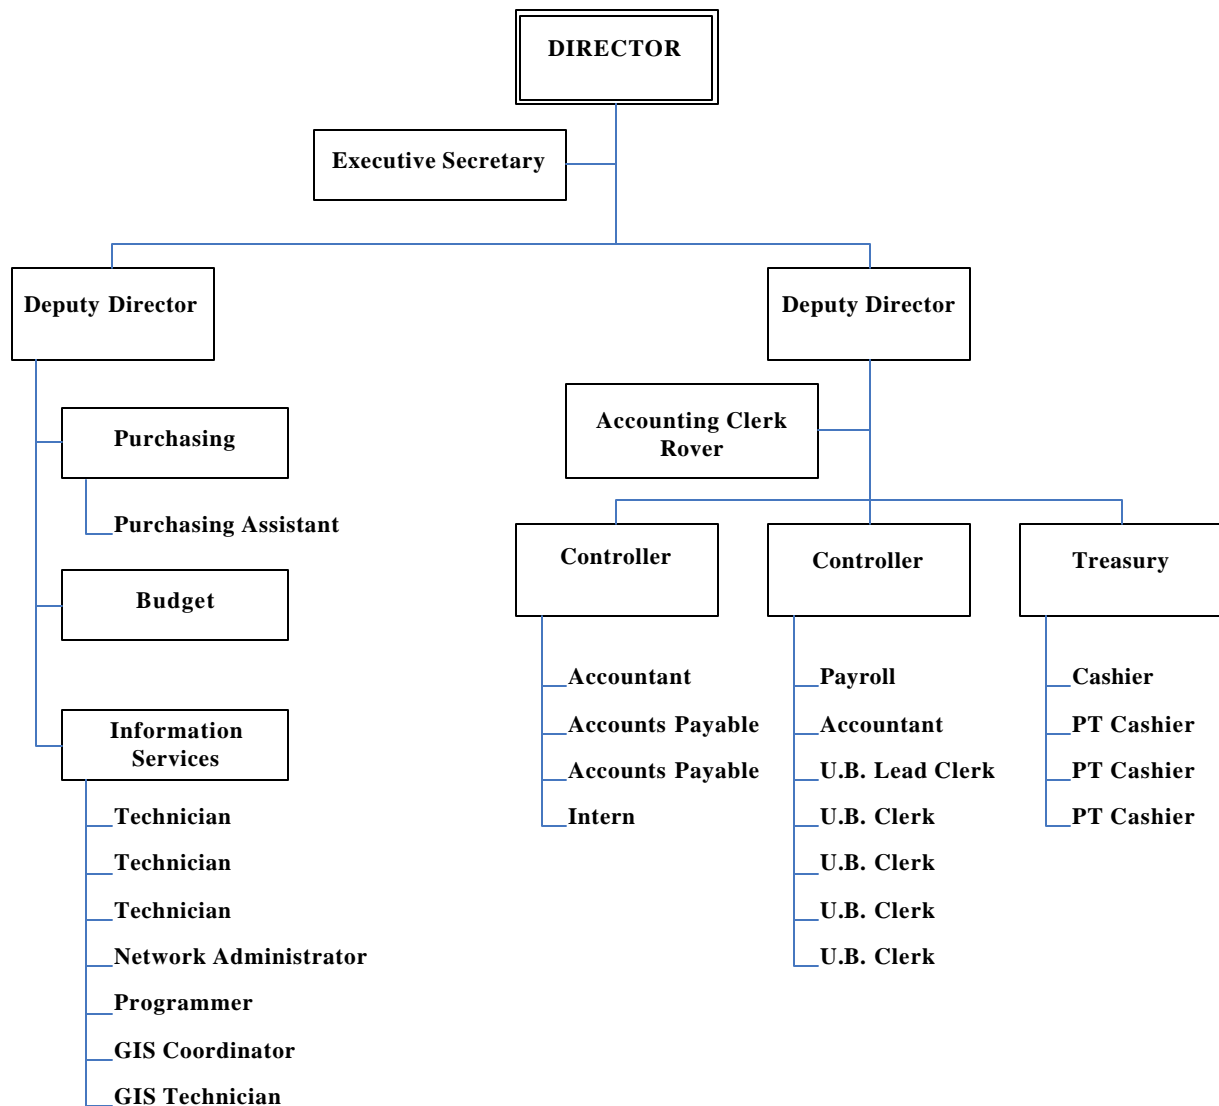 DIRECTOR
Executive Secretary
Deputy Director
Purchasing
Purchasing Assistant
Budget
Information
Services
Technician
Technician
Technician
Network Administrator
Programmer
GIS Coordinator
GIS Technician
Deputy Director
Accounting Clerk
Rover
Controller
Accountant
Accounts Payable
Accounts Payable
Intern
Controller
Payroll
Accountant
U.B. Lead Clerk
U.B. Clerk
U.B. Clerk
U.B. Clerk
U.B. Clerk
Treasury
Cashier
PT Cashier
PT Cashier
PT Cashier